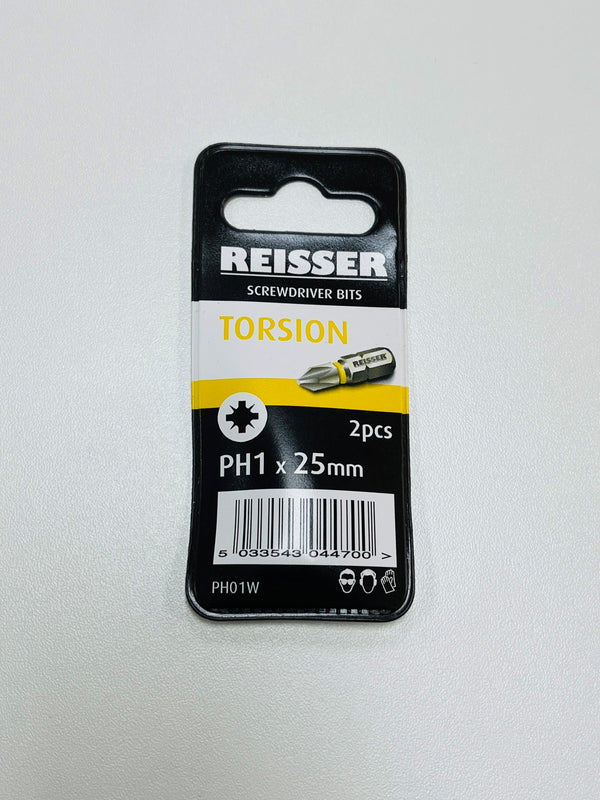 REISSER
SCREWDRIVER BITS
TORSION
REISSER
2pcs
PH1 x 25mm
5 033543 044700 >
PH01W